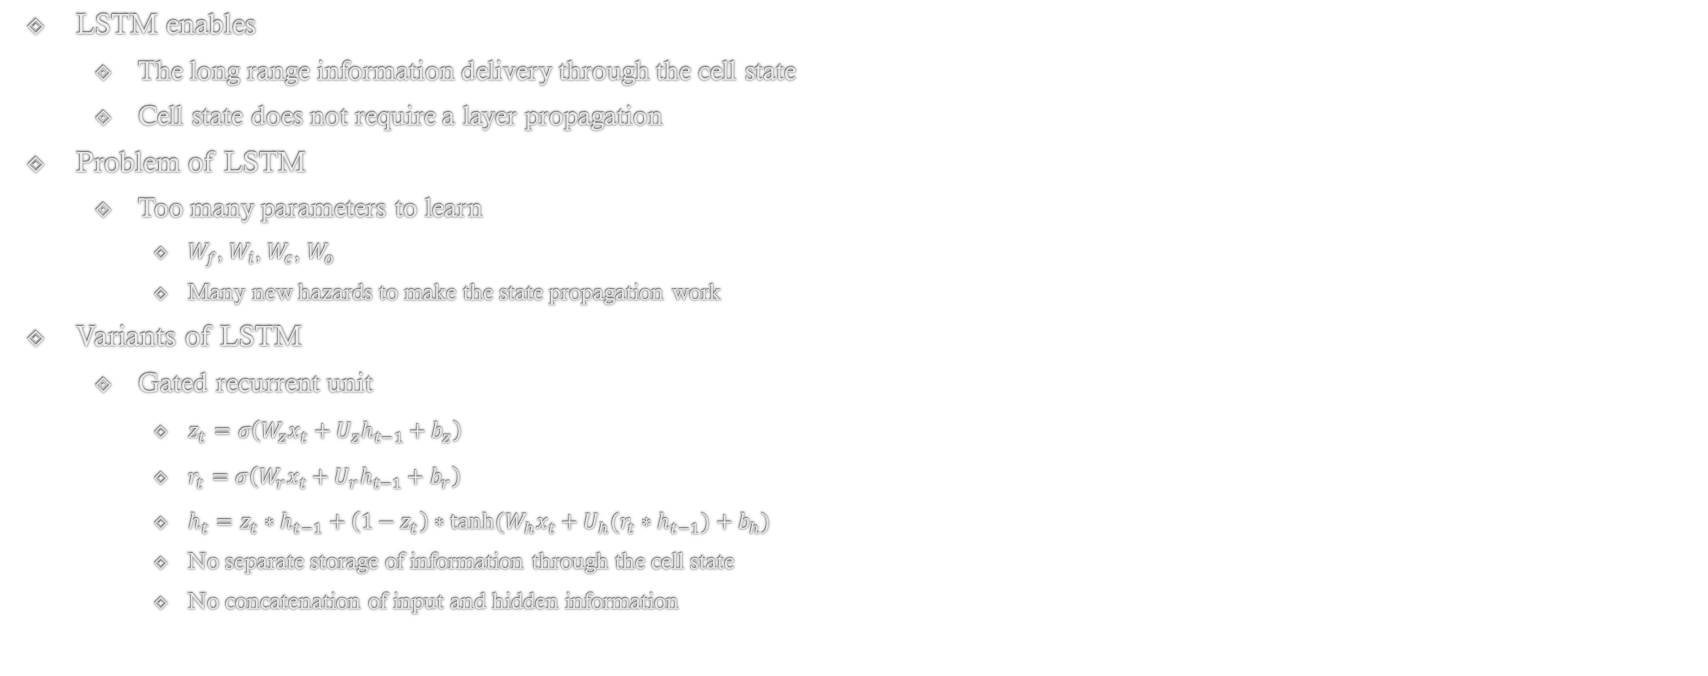 LSTM enables
The long range information delivery through the cell state
Cell state does not require a layer propagation
Problem of LSTM
Too many parameters to learn
W_f, W_i, W_c, W_o
Many new hazards to make the state propagation work
Variants of LSTM
Gated recurrent unit
z_t = σ(W_z x_t + U_z h_{t−1} + b_z)
r_t = σ(W_r x_t + U_r h_{t−1} + b_r)
h_t = z_t * h_{t−1} + (1 − z_t) * tanh(W_h x_t + U_h(r_t * h_{t−1}) + b_h)
No separate storage of information through the cell state
No concatenation of input and hidden information